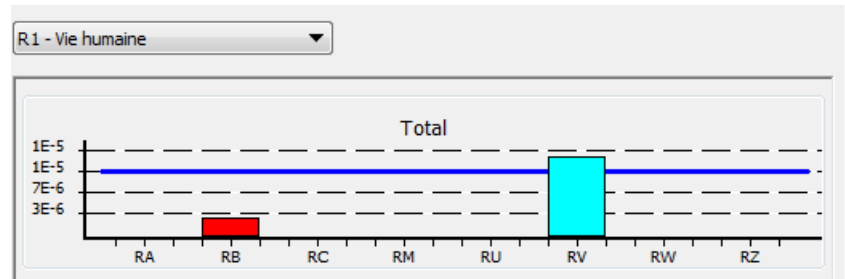 R1 - Vie humaine
Total
1E-5
1E-5
7E-6
3E-6
RA RB RC RM RU RV RW RZ